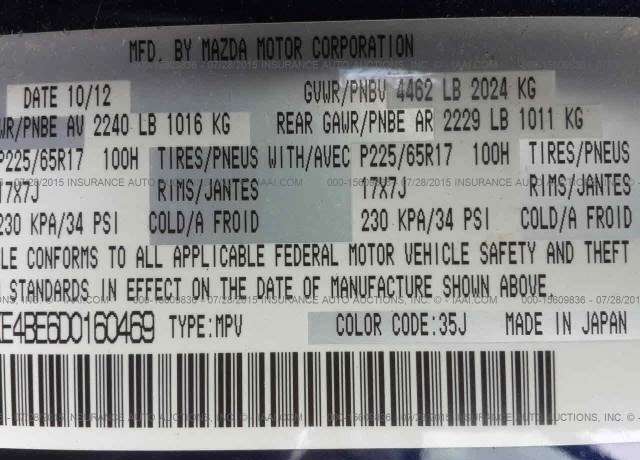 MFD. BY MAZDA MOTOR CORPORATION
DATE 10/12 GVWR/PNBV 4462 LB 2024 KG
WR/PNBE AV 2240 LB 1016 KG REAR GAWR/PNBE AR 2229 LB 1011 KG
P225/65R17 100H TIRES/PNEUS WITH/AVEC P225/65R17 100H TIRES/PNEUS
17X7J RIMS/JANTES 17X7J RIMS/JANTES
230 KPA/34 PSI COLD/A FROID 230 KPA/34 PSI COLD/A FROID
LE CONFORMS TO ALL APPLICABLE FEDERAL MOTOR VEHICLE SAFETY AND THEFT
N STANDARDS IN EFFECT ON THE DATE OF MANUFACTURE SHOWN ABOVE.
KE4BE6D0160469 TYPE:MPV COLOR CODE:35J MADE IN JAPAN